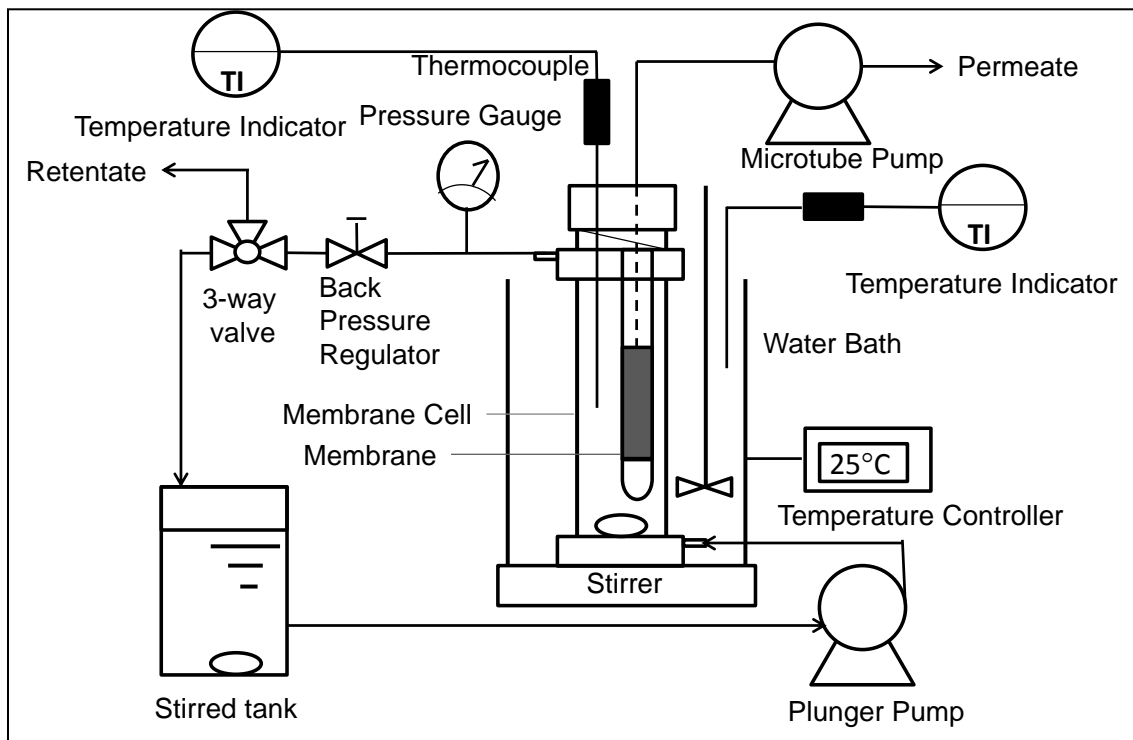 TI
Temperature Indicator
Thermocouple
Pressure Gauge
Permeate
Microtube Pump
Retentate
TI
Temperature Indicator
3-way
valve
Back
Pressure
Regulator
Water Bath
Membrane Cell
Membrane
25°C
Temperature Controller
Stirrer
Stirred tank
Plunger Pump